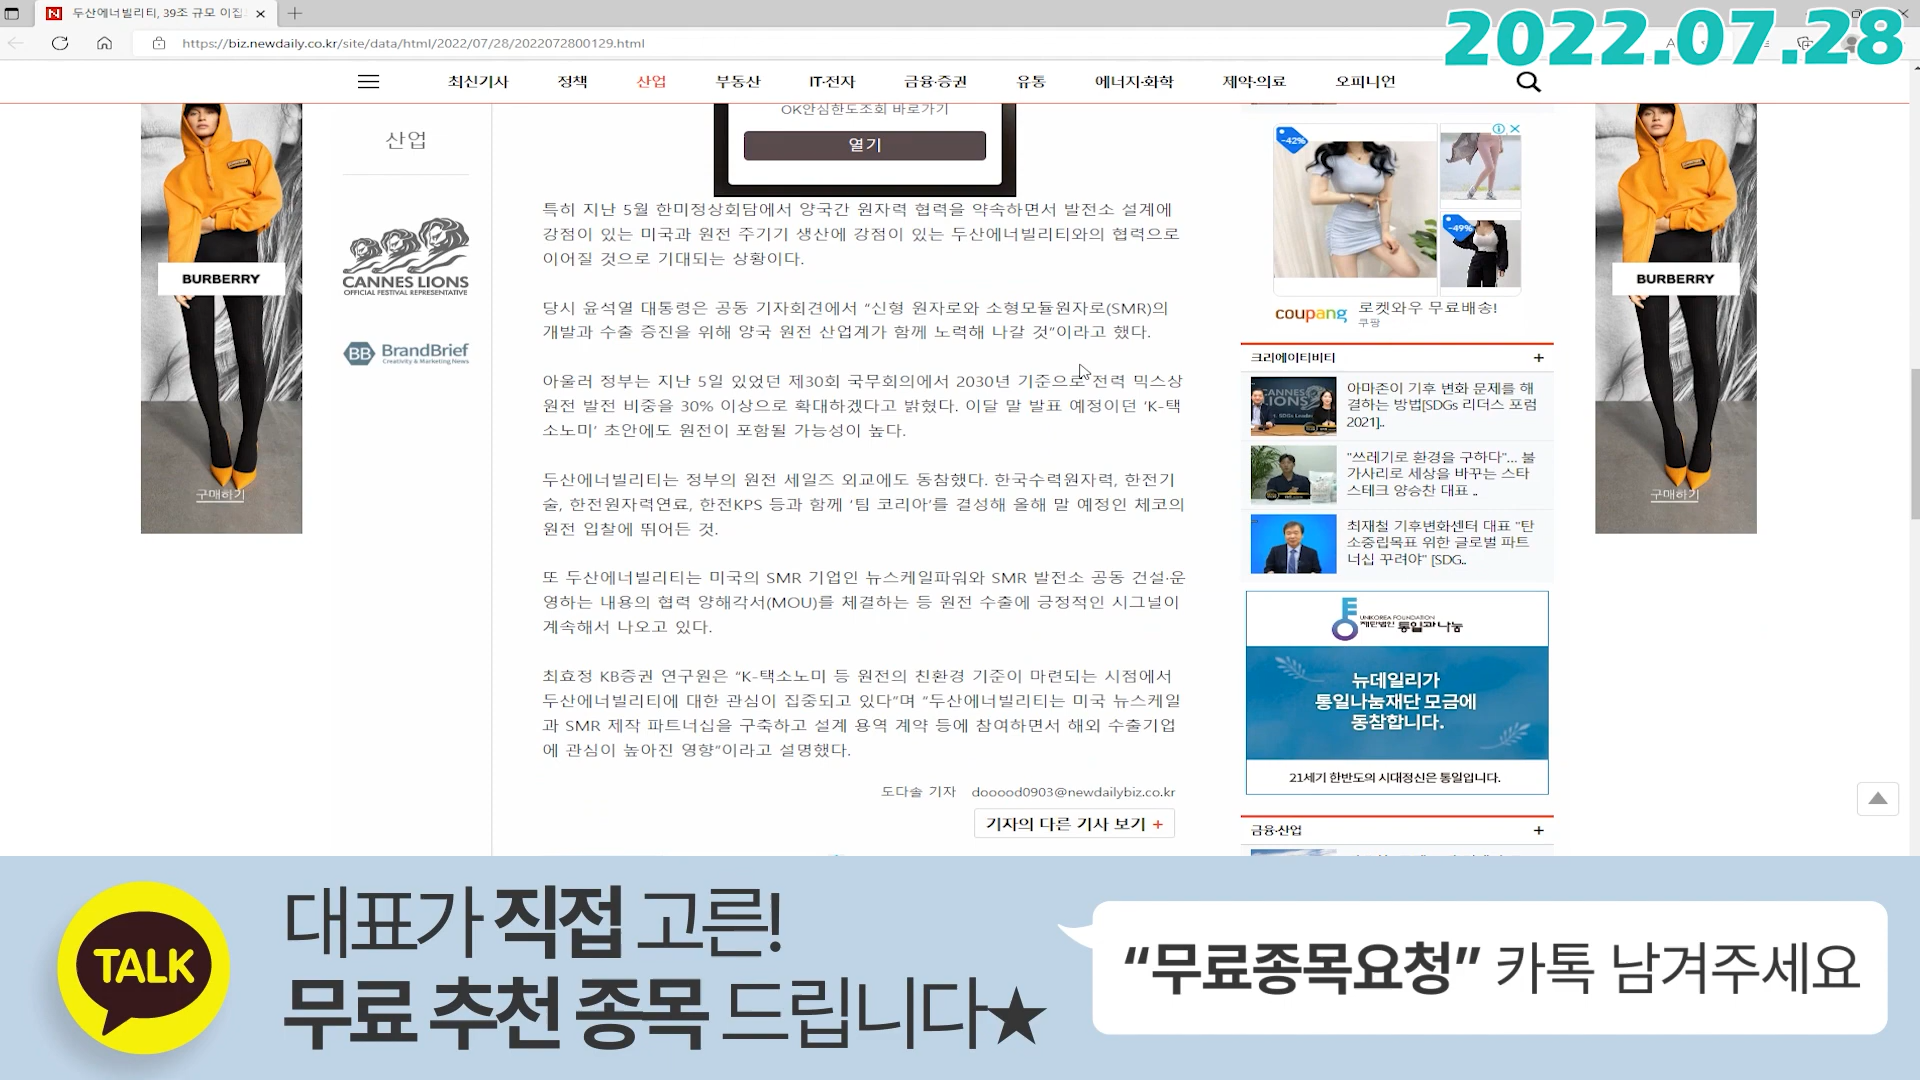 두산에너빌리티, 39조 규모 이집
2022.07.28
https://biz.newdaily.co.kr/site/data/html/2022/07/28/2022072800129.html
최신기사 정책 산업 부동산 IT·전자 금융·증권 유통 에너지·화학 제약·의료 오피니언
산업
CANNES LIONS
OFFICIAL FESTIVAL REPRESENTATIVE
BB BrandBrief
Creativity & Marketing News
BURBERRY
구매하기
OK안심한도조회 바로가기
열기
특히 지난 5월 한미정상회담에서 양국간 원자력 협력을 약속하면서 발전소 설계에
강점이 있는 미국과 원전 주기기 생산에 강점이 있는 두산에너빌리티와의 협력으로
이어질 것으로 기대되는 상황이다.
당시 윤석열 대통령은 공동 기자회견에서 “신형 원자로와 소형모듈원자로(SMR)의
개발과 수출 증진을 위해 양국 원전 산업계가 함께 노력해 나갈 것”이라고 했다.
아울러 정부는 지난 5일 있었던 제30회 국무회의에서 2030년 기준으로 전력 믹스상
원전 발전 비중을 30% 이상으로 확대하겠다고 밝혔다. 이달 말 발표 예정이던 ‘K-택
소노미’ 초안에도 원전이 포함될 가능성이 높다.
두산에너빌리티는 정부의 원전 세일즈 외교에도 동참했다. 한국수력원자력, 한전기
술, 한전원자력연료, 한전KPS 등과 함께 ‘팀 코리아’를 결성해 올해 말 예정인 체코의
원전 입찰에 뛰어든 것.
또 두산에너빌리티는 미국의 SMR 기업인 뉴스케일파워와 SMR 발전소 공동 건설·운
영하는 내용의 협력 양해각서(MOU)를 체결하는 등 원전 수출에 긍정적인 시그널이
계속해서 나오고 있다.
최효정 KB증권 연구원은 “K-택소노미 등 원전의 친환경 기준이 마련되는 시점에서
두산에너빌리티에 대한 관심이 집중되고 있다”며 “두산에너빌리티는 미국 뉴스케일
과 SMR 제작 파트너십을 구축하고 설계 용역 계약 등에 참여하면서 해외 수출기업
에 관심이 높아진 영향”이라고 설명했다.
도다솔 기자 dooood0903@newdailybiz.co.kr
기자의 다른 기사 보기 +
-42%
-49%
coupang
로켓와우 무료배송!
쿠팡
크리에이티비티 +
아마존이 기후 변화 문제를 해
결하는 방법[SDGs 리더스 포럼
2021]..
"쓰레기로 환경을 구하다"... 불
가사리로 세상을 바꾸는 스타
스테크 양승찬 대표 ..
최재철 기후변화센터 대표 "탄
소중립목표 위한 글로벌 파트
너십 꾸려야" [SDG..
UNIKOREA FOUNDATION
재단법인 통일과나눔
뉴데일리가
통일나눔재단 모금에
동참합니다.
21세기 한반도의 시대정신은 통일입니다.
금융·산업 +
BURBERRY
구매하기
TALK
대표가 직접 고른!
무료 추천 종목 드립니다★
“무료종목요청” 카톡 남겨주세요